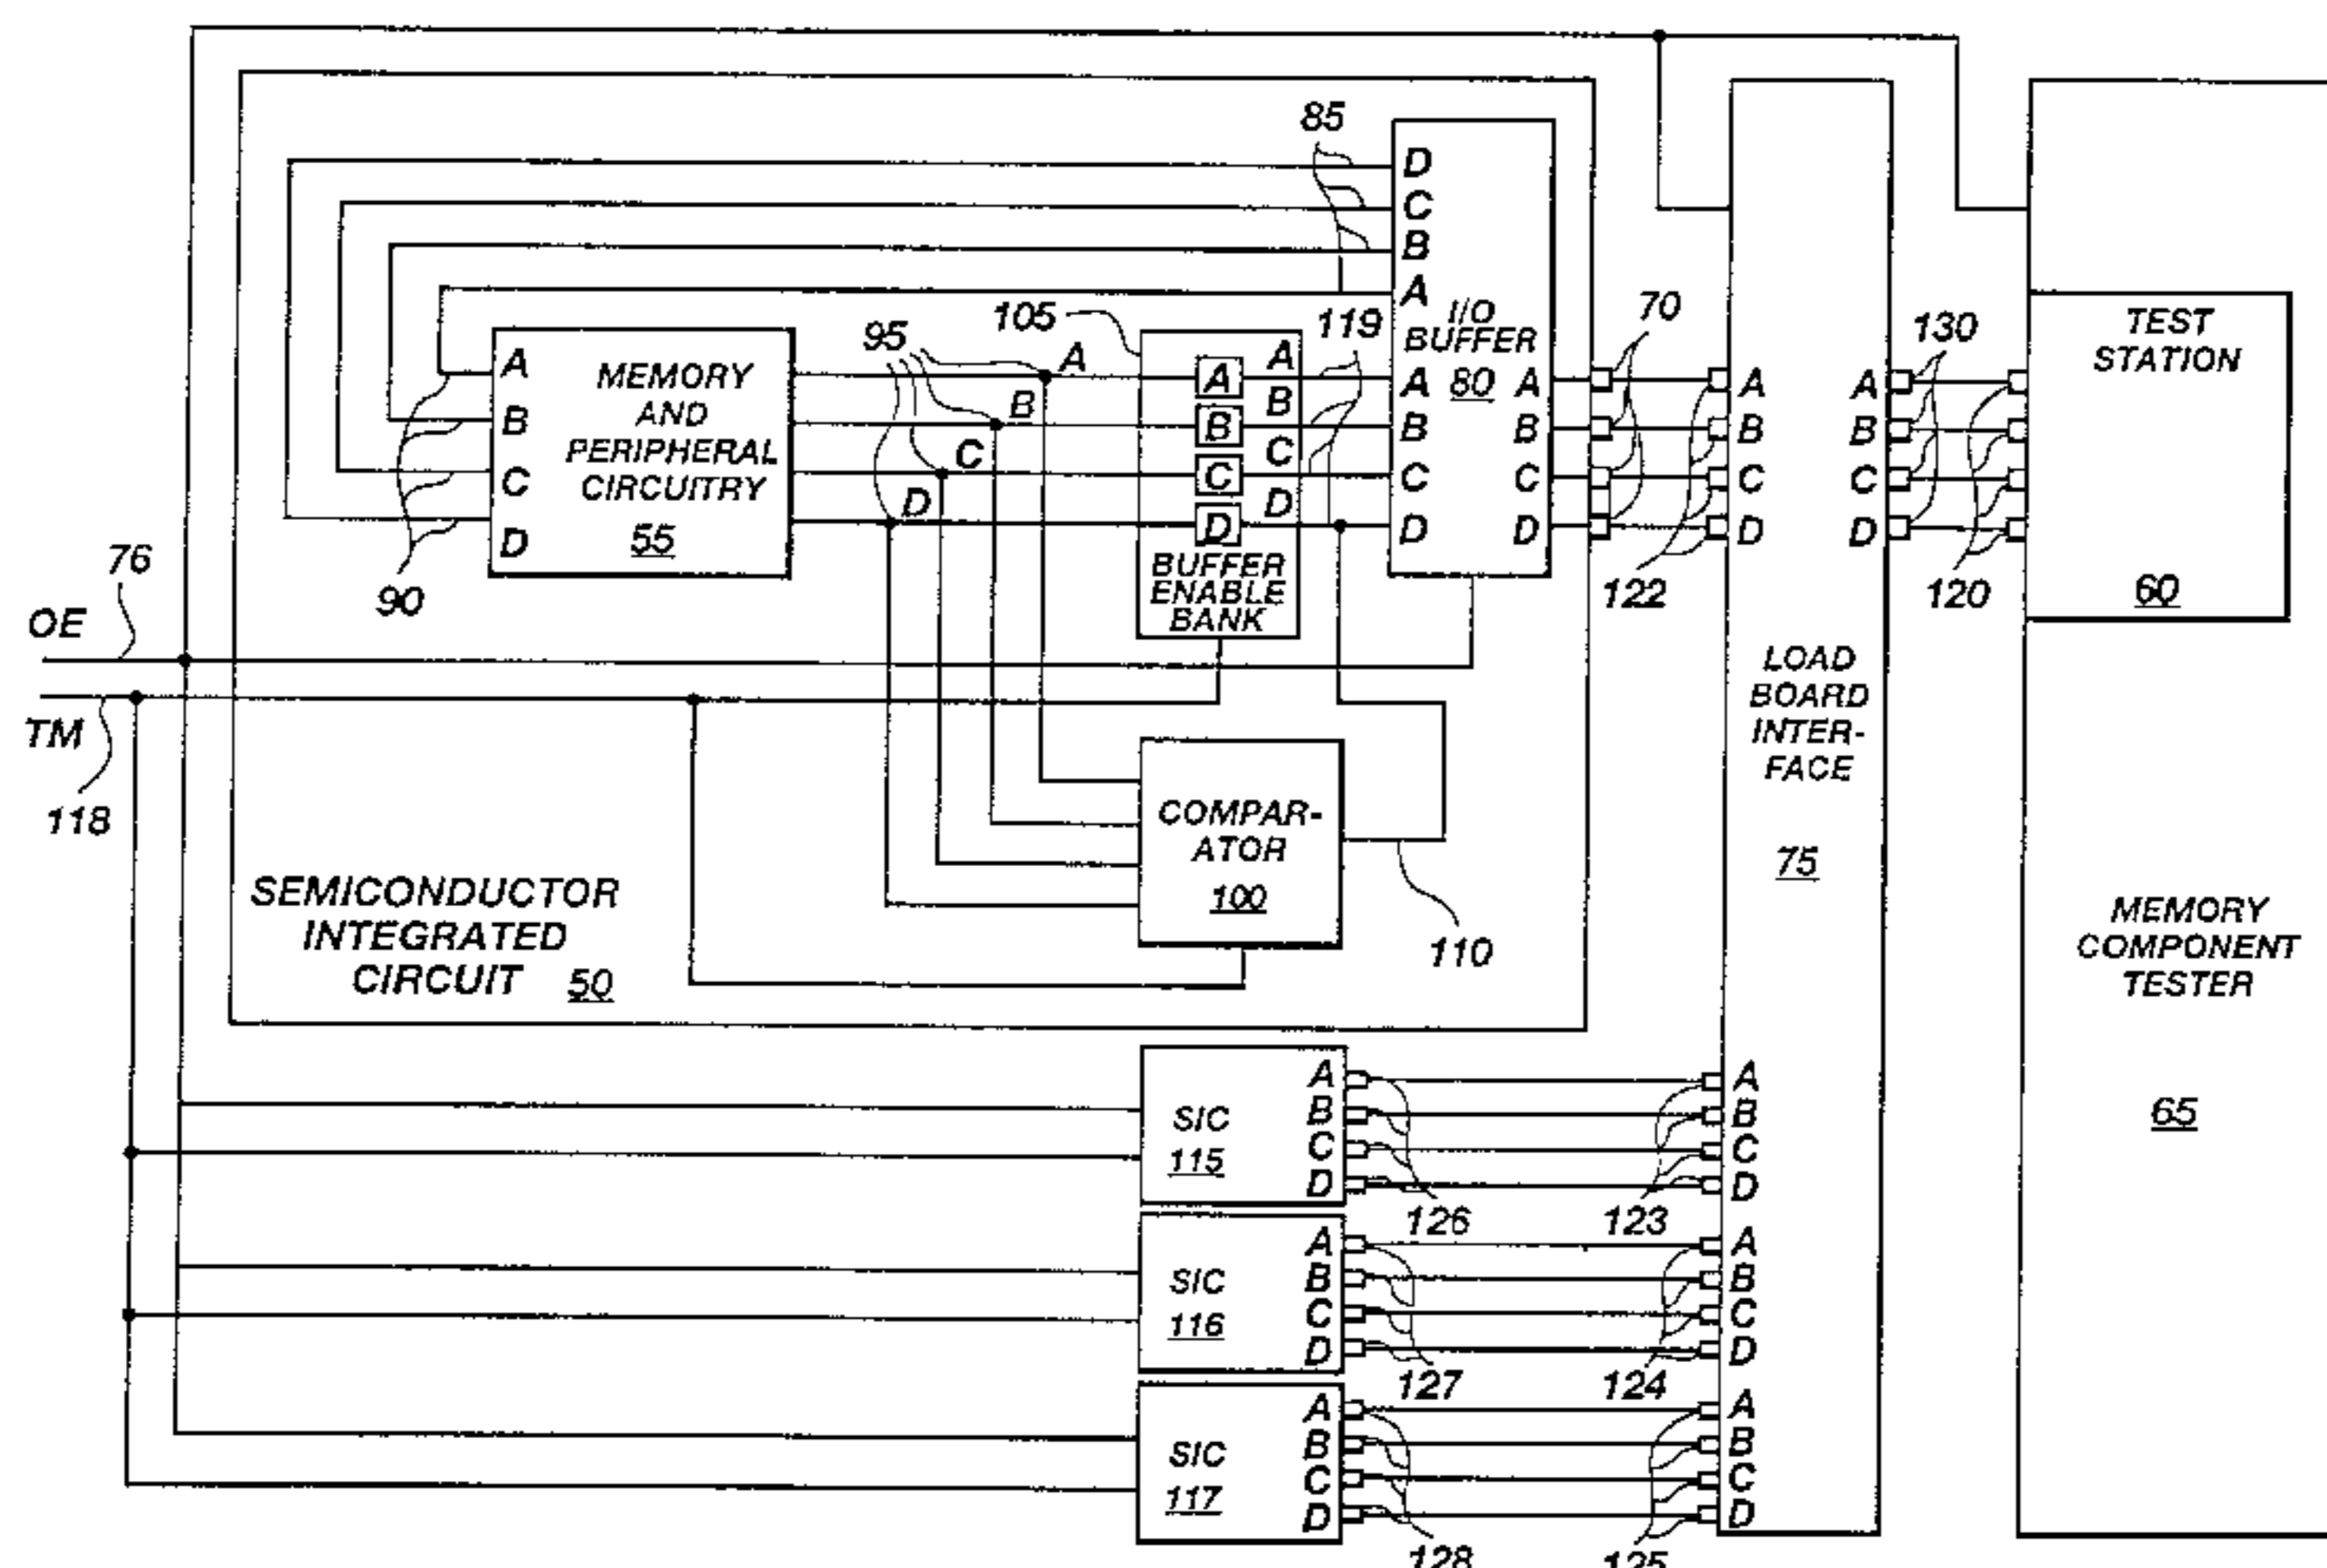 85
D
C
B
A
I/O
BUFFER
80
A
B
C
D
A
B
C
D
119
105
95
A
B
C
D
A
B
C
D
A
B
C
D
BUFFER
ENABLE
BANK
A
B
C
D
MEMORY
AND
PERIPHERAL
CIRCUITRY
55
90
76
OE
TM
118
COMPAR-
ATOR
100
110
SEMICONDUCTOR
INTEGRATED
CIRCUIT 50
70
122
A
B
C
D
A
B
C
D
LOAD
BOARD
INTER-
FACE
75
130
120
TEST
STATION
60
MEMORY
COMPONENT
TESTER
65
SIC
115
A
B
C
D
126
123
A
B
C
D
SIC
116
A
B
C
D
127
124
A
B
C
D
SIC
117
A
B
C
D
128
125
A
B
C
D